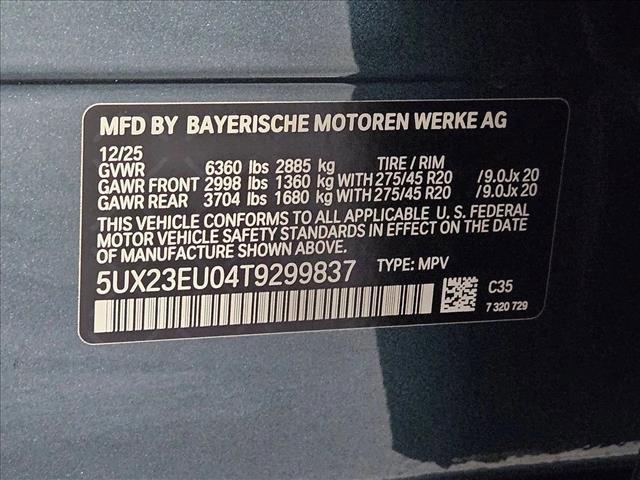 MFD BY BAYERISCHE MOTOREN WERKE AG
12/25
GVWR 6360 lbs 2885 kg TIRE / RIM
GAWR FRONT 2998 lbs 1360 kg WITH 275/45 R20 /9.0Jx 20
GAWR REAR 3704 lbs 1680 kg WITH 275/45 R20 /9.0Jx 20
THIS VEHICLE CONFORMS TO ALL APPLICABLE U. S. FEDERAL
MOTOR VEHICLE SAFETY STANDARDS IN EFFECT ON THE DATE
OF MANUFACTURE SHOWN ABOVE.
5UX23EU04T9299837 TYPE: MPV
C35
7 320 729